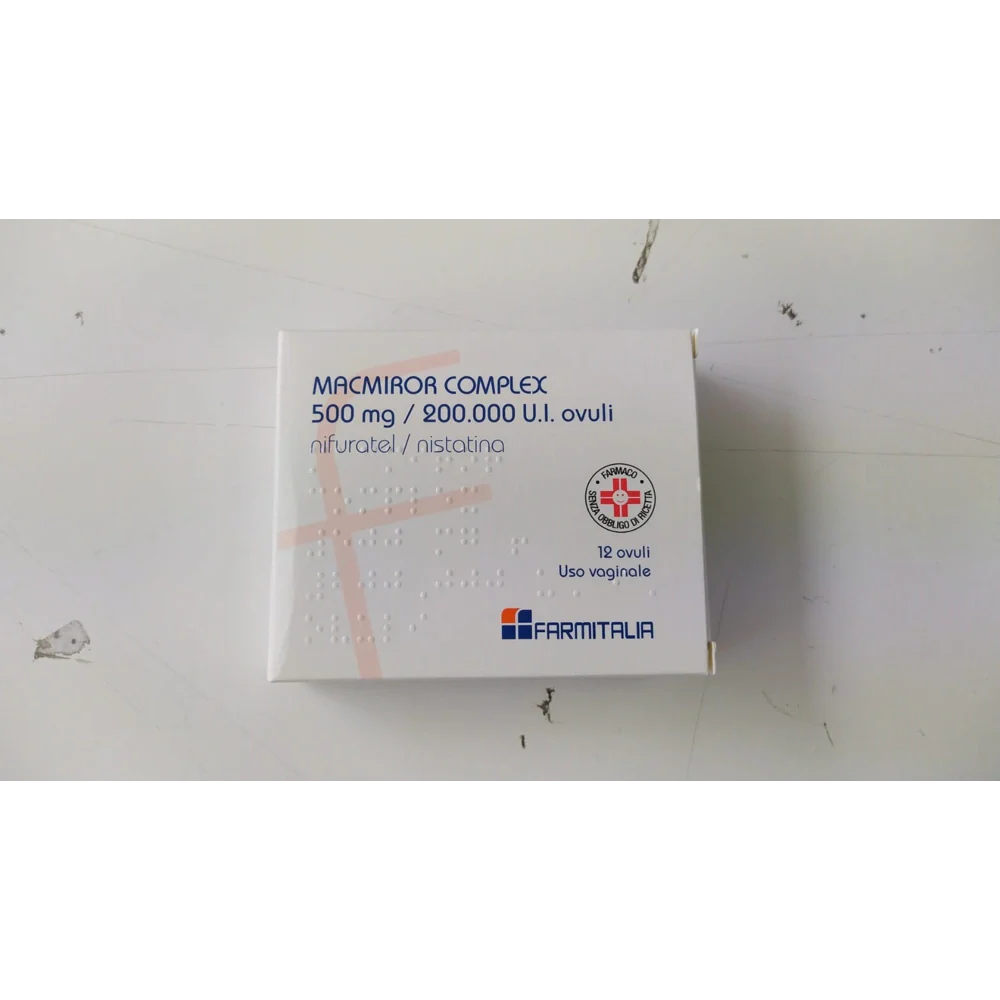 MACMIROR COMPLEX
500 mg / 200.000 U.I. ovuli
nifuratel / nistatina
FARMACO
SENZA OBBLIGO DI RICETTA
12 ovuli
Uso vaginale
FARMITALIA